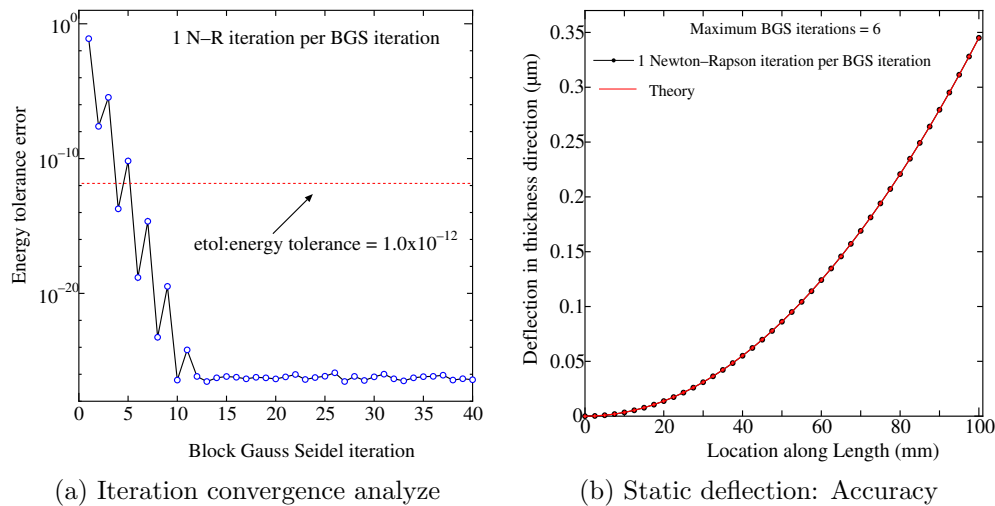 10^0
10^-10
10^-20
Energy tolerance error
1 N–R iteration per BGS iteration
etol:energy tolerance = 1.0x10^-12
0 5 10 15 20 25 30 35 40
Block Gauss Seidel iteration
(a) Iteration convergence analyze
0.35
0.3
0.25
0.2
0.15
0.1
0.05
0
Deflection in thickness direction (μm)
Maximum BGS iterations = 6
1 Newton–Rapson iteration per BGS iteration
Theory
0 20 40 60 80 100
Location along Length (mm)
(b) Static deflection: Accuracy